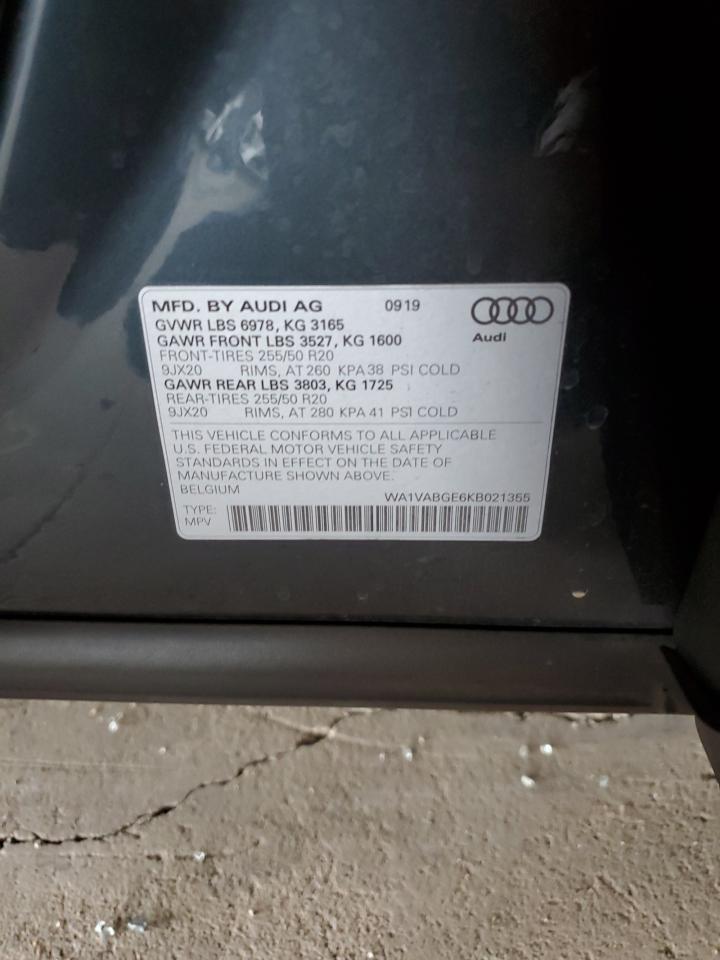 MFD. BY AUDI AG 0919
GVWR LBS 6978, KG 3165
GAWR FRONT LBS 3527, KG 1600
FRONT-TIRES 255/50 R20
9JX20 RIMS, AT 260 KPA 38 PSI COLD
GAWR REAR LBS 3803, KG 1725
REAR-TIRES 255/50 R20
9JX20 RIMS, AT 280 KPA 41 PSI COLD
Audi
THIS VEHICLE CONFORMS TO ALL APPLICABLE
U.S. FEDERAL MOTOR VEHICLE SAFETY
STANDARDS IN EFFECT ON THE DATE OF
MANUFACTURE SHOWN ABOVE.
BELGIUM
WA1VABGE6KB021355
TYPE:
MPV